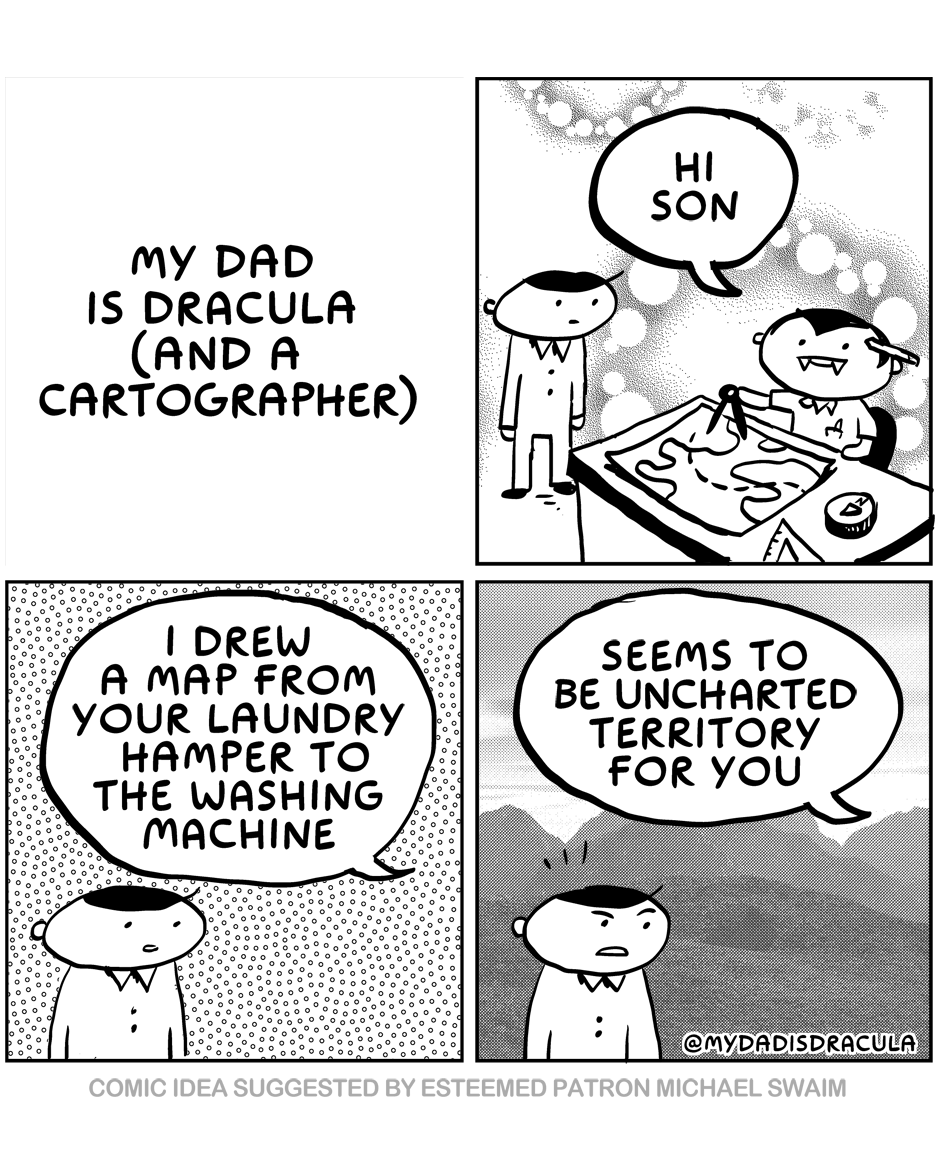 MY DAD
IS DRACULA
(AND A
CARTOGRAPHER)
HI
SON
N
I DREW
A MAP FROM
YOUR LAUNDRY
HAMPER TO
THE WASHING
MACHINE
SEEMS TO
BE UNCHARTED
TERRITORY
FOR YOU
@MYDADISDRACULA
COMIC IDEA SUGGESTED BY ESTEEMED PATRON MICHAEL SWAIM